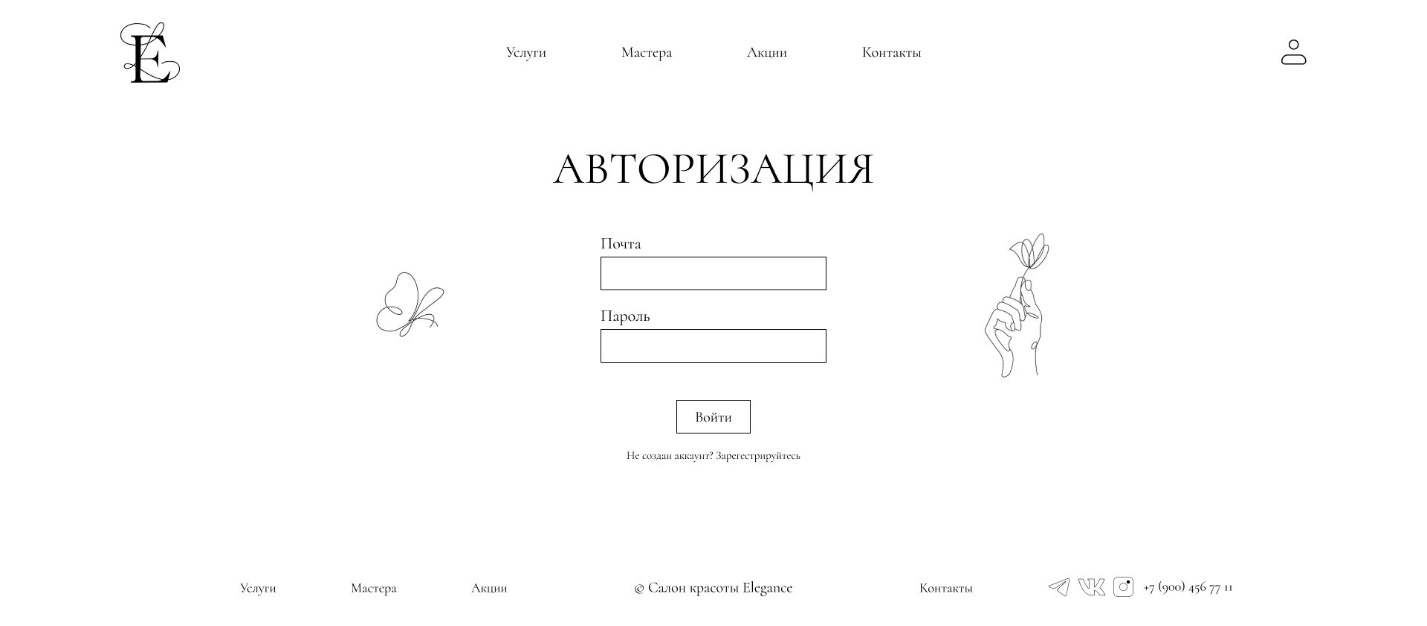 E
Услуги Мастера Акции Контакты
АВТОРИЗАЦИЯ
Почта
Пароль
Войти
Не создан аккаунт? Зарегестрируйтесь
Услуги Мастера Акции © Салон красоты Elegance Контакты VK +7 (900) 456 77 11